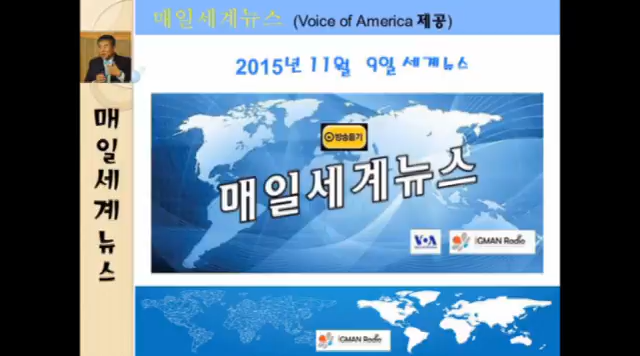 매일세계뉴스 (Voice of America 제공)
2015년 11월 9일 세계뉴스
매일세계뉴스
방송듣기
매일세계뉴스
VOA
IGMAN Radio
IGMAN Radio